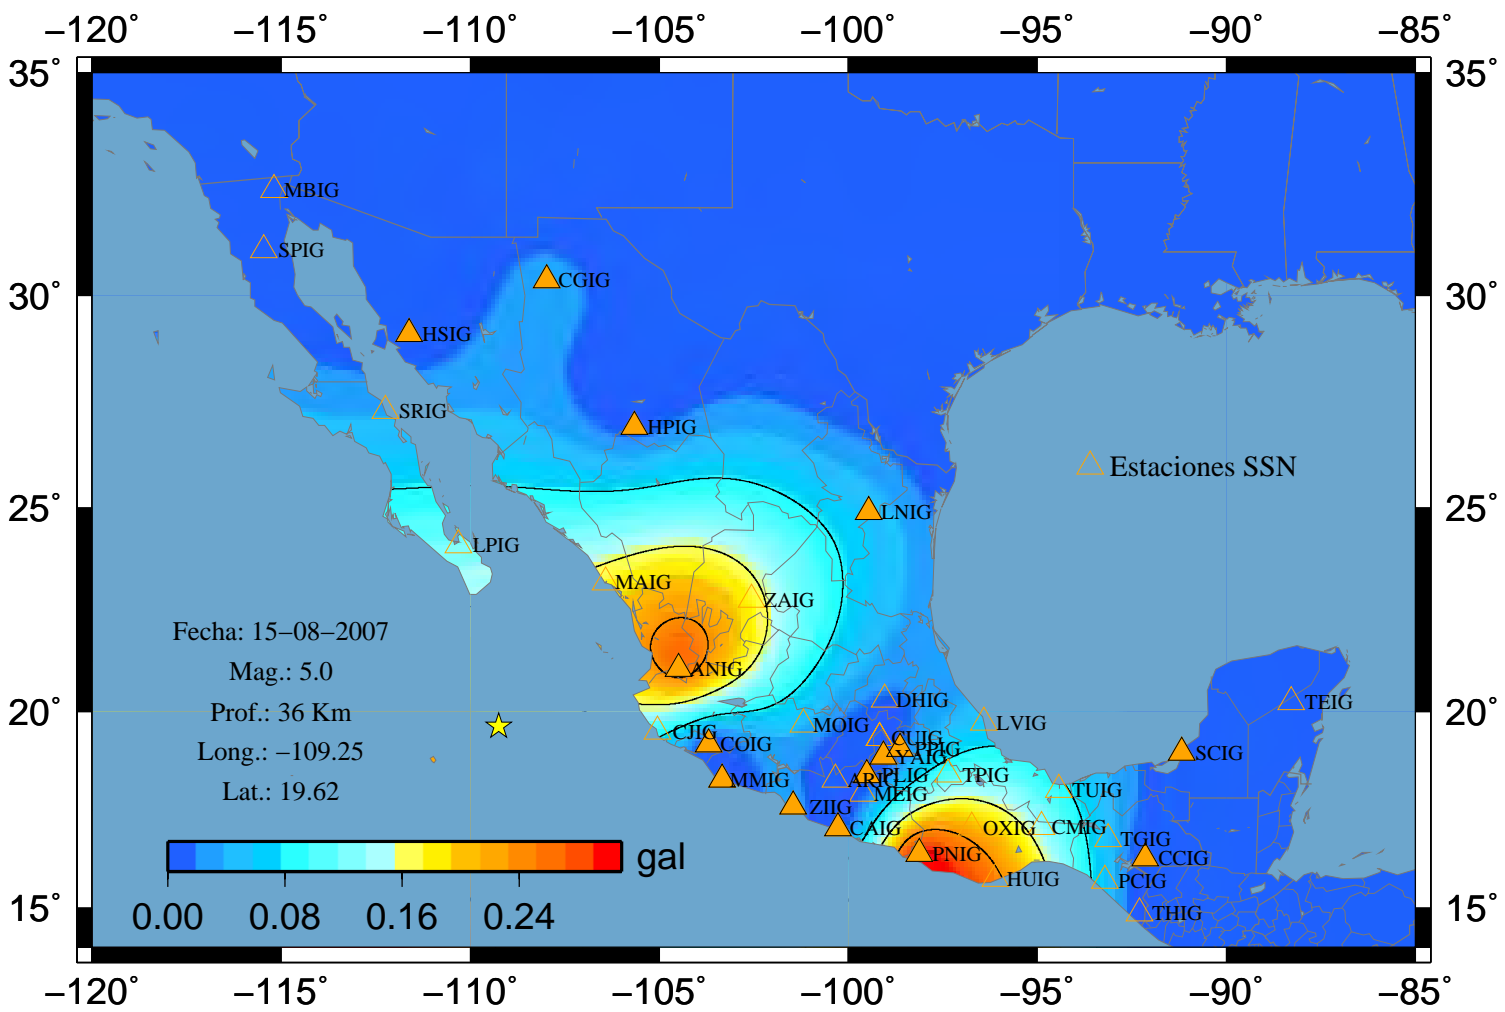 −120° −115° −110° −105° −100° −95° −90° −85°
35° 35°
MBIG
SPIG
CGIG
30° 30°
HSIG
SRIG
HPIG
Estaciones SSN
25° LNIG 25°
LPIG
MAIG
ZAIG
Fecha: 15−08−2007
ANIG
Mag.: 5.0
DHIG
TEIG
20° Prof.: 36 Km 20°
MOIG
LVIG
CJIG
CUIG
COIG
PPIG
Long.: −109.25
YAIG
SCIG
PLIG
TPIG
MMIG
ARIG
Lat.: 19.62
MEIG
TUIG
ZIIG
CAIG
OXIG
CMIG
TGIG
PNIG
gal
CCIG
HUIG
PCIG
15° THIG 15°
0.00 0.08 0.16 0.24
−120° −115° −110° −105° −100° −95° −90° −85°